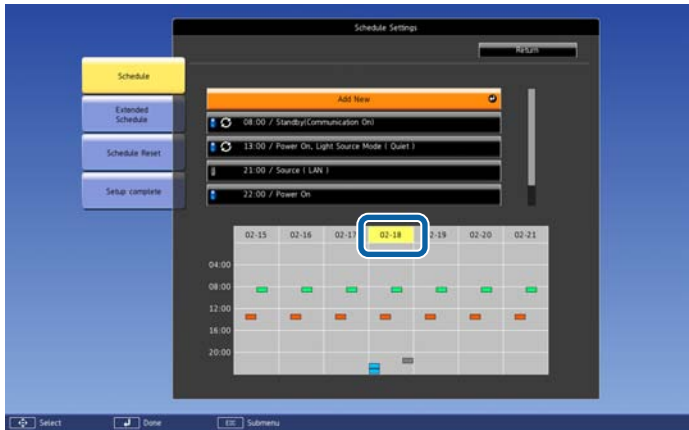 Schedule Settings
Return
Schedule
Extended
Schedule
Schedule Reset
Setup complete
Add New
08:00 / Standby(Communication On)
13:00 / Power On, Light Source Mode ( Quiet )
21:00 / Source ( LAN )
22:00 / Power On
02-15 02-16 02-17 02-18 2-19 02-20 02-21
04:00
08:00
12:00
16:00
20:00
Select Done ESC Submenu